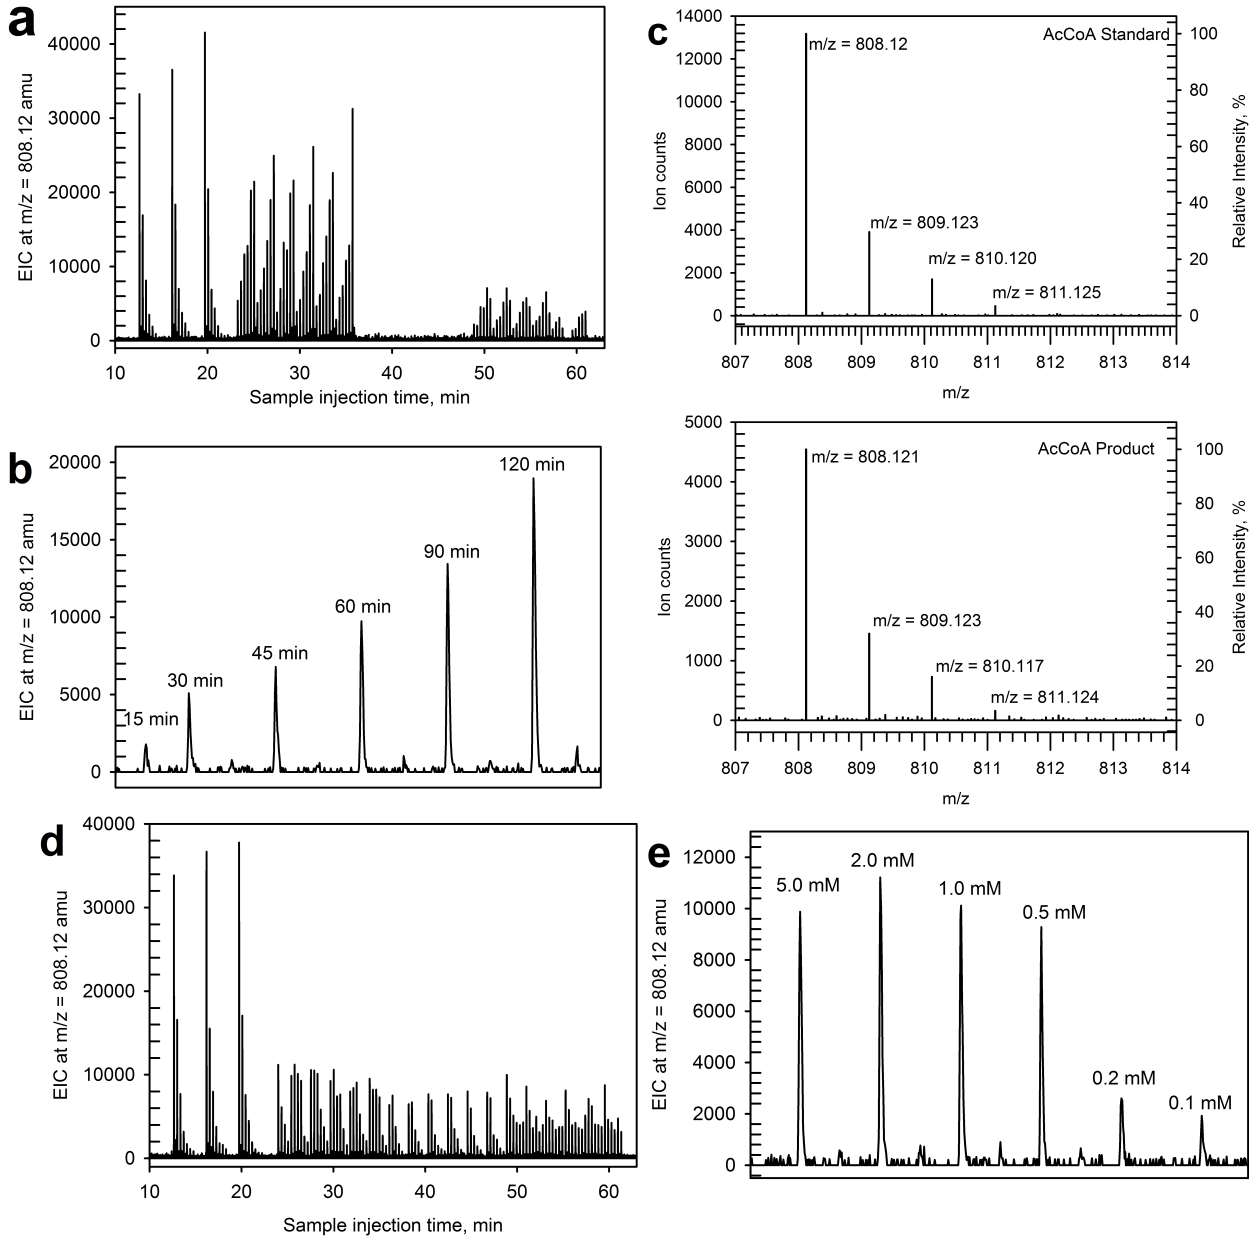 a
EIC at m/z = 808.12 amu
40000
30000
20000
10000
0
10 20 30 40 50 60
Sample injection time, min
b
EIC at m/z = 808.12 amu
20000
15000
10000
5000
0
15 min
30 min
45 min
60 min
90 min
120 min
c
Ion counts
14000
12000
10000
8000
6000
4000
2000
0
AcCoA Standard
m/z = 808.12
m/z = 809.123
m/z = 810.120
m/z = 811.125
100
80
60
40
20
0
Relative Intensity, %
807 808 809 810 811 812 813 814
m/z
Ion counts
5000
4000
3000
2000
1000
0
AcCoA Product
m/z = 808.121
m/z = 809.123
m/z = 810.117
m/z = 811.124
100
80
60
40
20
0
Relative Intensity, %
807 808 809 810 811 812 813 814
m/z
d
EIC at m/z = 808.12 amu
40000
30000
20000
10000
0
10 20 30 40 50 60
Sample injection time, min
e
EIC at m/z = 808.12 amu
12000
10000
8000
6000
4000
2000
0
5.0 mM
2.0 mM
1.0 mM
0.5 mM
0.2 mM
0.1 mM